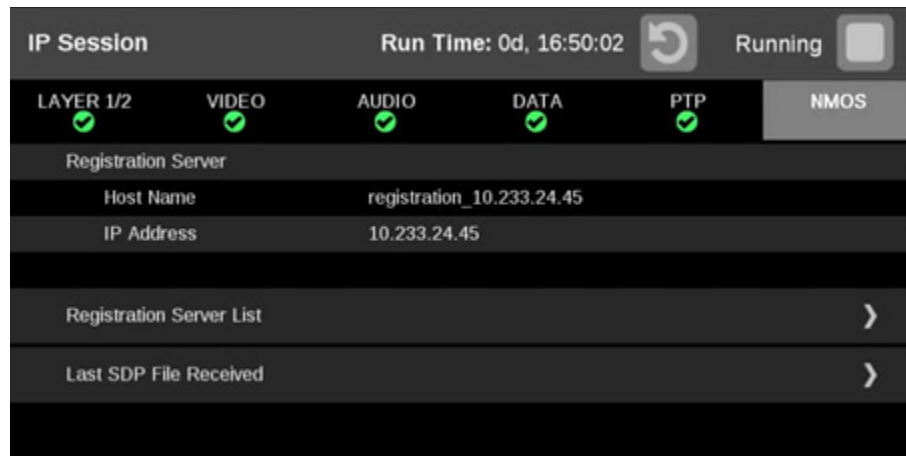 IP Session Run Time: 0d, 16:50:02 Running
LAYER 1/2 VIDEO AUDIO DATA PTP NMOS
Registration Server
Host Name registration_10.233.24.45
IP Address 10.233.24.45
Registration Server List
Last SDP File Received